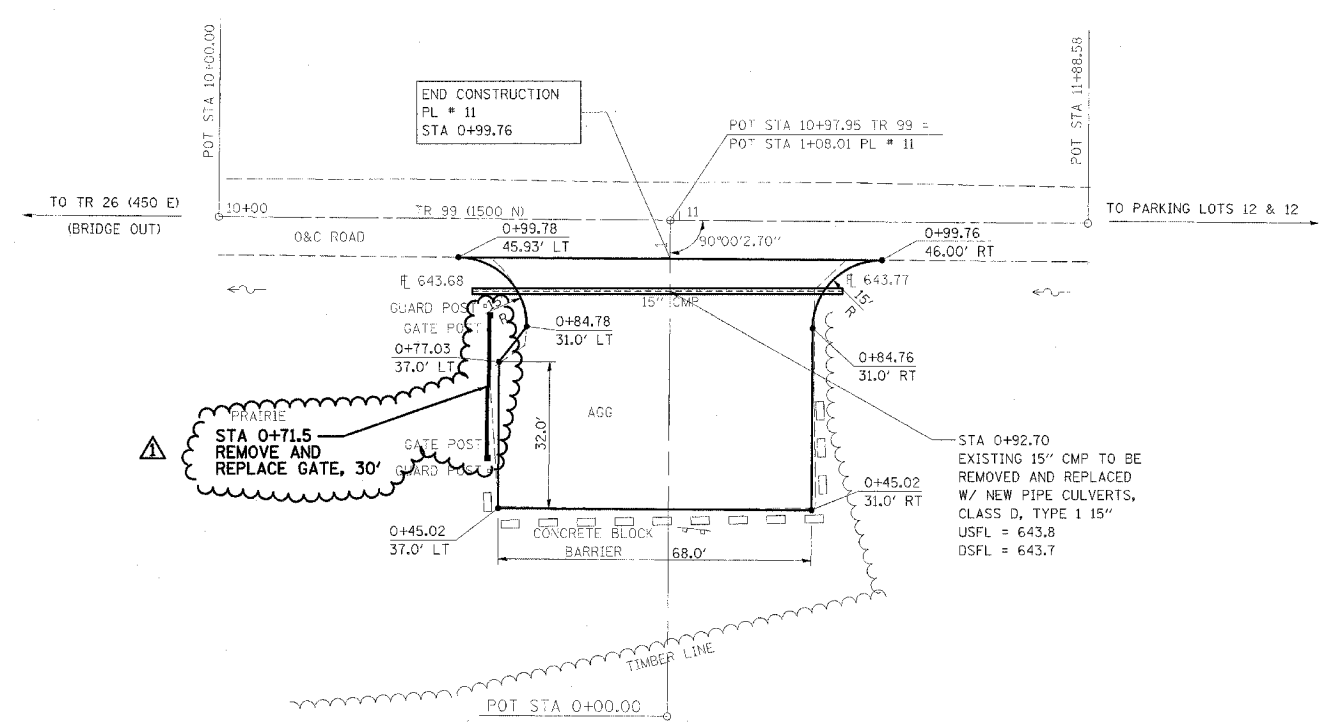 POT STA 10+00.00
POT STA 11+88.58
END CONSTRUCTION
PL # 11
STA 0+99.76
POT STA 10+97.95 TR 99 =
POT STA 1+08.01 PL # 11
TO TR 26 (450 E)
(BRIDGE OUT)
10+00
TR 99 (1500 N)
11
TO PARKING LOTS 12 & 12
O&C ROAD
0+99.78
45.93' LT
90°00'2.70"
0+99.76
46.00' RT
FL 643.68
FL 643.77
15" CMP
15'
R
15'
R
GUARD POST
GATE POST
0+84.78
31.0' LT
0+77.03
37.0' LT
0+84.76
31.0' RT
PRAIRIE
STA 0+71.5
REMOVE AND
REPLACE GATE, 30'
1
GATE POST
GUARD POST
32.0'
AGG
STA 0+92.70
EXISTING 15" CMP TO BE
REMOVED AND REPLACED
W/ NEW PIPE CULVERTS,
CLASS D, TYPE 1 15"
USFL = 643.8
DSFL = 643.7
0+45.02
31.0' RT
0+45.02
37.0' LT
CONCRETE BLOCK
BARRIER
68.0'
TIMBER LINE
POT STA 0+00.00